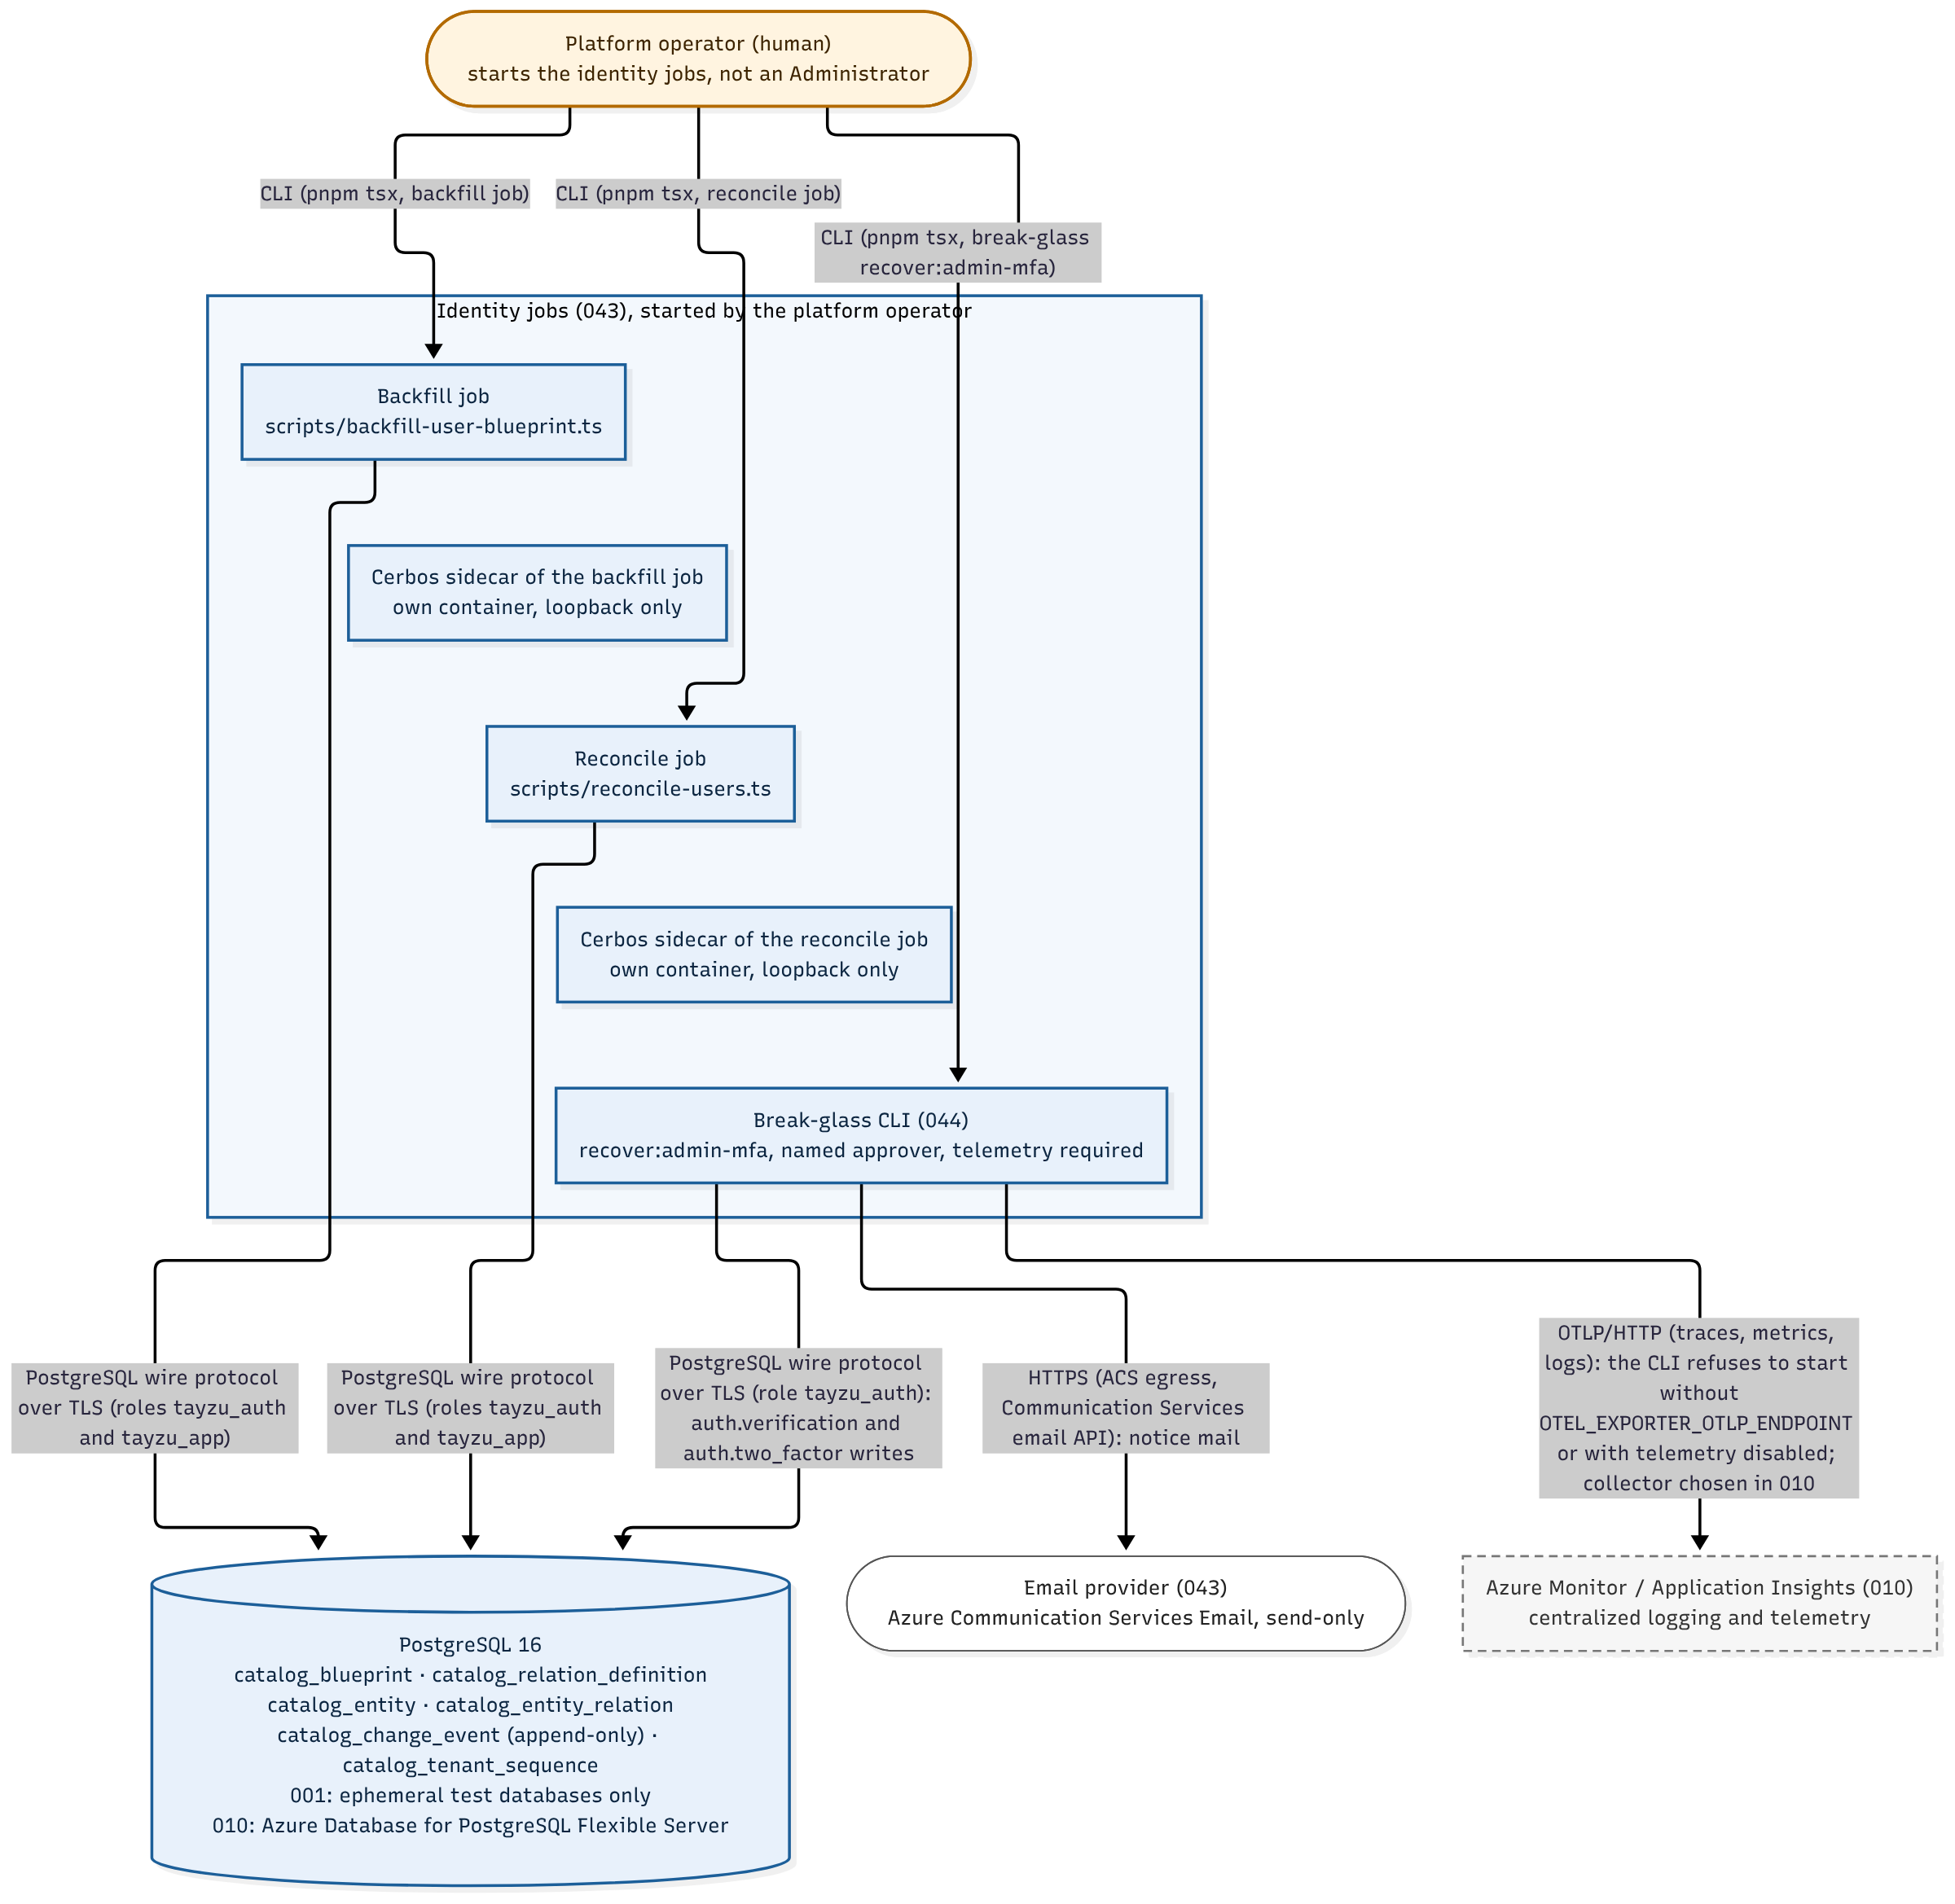 Platform operator (human)
starts the identity jobs, not an Administrator
CLI (pnpm tsx, backfill job)
CLI (pnpm tsx, reconcile job)
CLI (pnpm tsx, break-glass
recover:admin-mfa)
Identity jobs (043), started by the platform operator
Backfill job
scripts/backfill-user-blueprint.ts
Cerbos sidecar of the backfill job
own container, loopback only
Reconcile job
scripts/reconcile-users.ts
Cerbos sidecar of the reconcile job
own container, loopback only
Break-glass CLI (044)
recover:admin-mfa, named approver, telemetry required
PostgreSQL wire protocol
over TLS (roles tayzu_auth
and tayzu_app)
PostgreSQL wire protocol
over TLS (roles tayzu_auth
and tayzu_app)
PostgreSQL wire protocol
over TLS (role tayzu_auth):
auth.verification and
auth.two_factor writes
HTTPS (ACS egress,
Communication Services
email API): notice mail
OTLP/HTTP (traces, metrics,
logs): the CLI refuses to start
without
OTEL_EXPORTER_OTLP_ENDPOINT
or with telemetry disabled;
collector chosen in 010
PostgreSQL 16
catalog_blueprint · catalog_relation_definition
catalog_entity · catalog_entity_relation
catalog_change_event (append-only) ·
catalog_tenant_sequence
001: ephemeral test databases only
010: Azure Database for PostgreSQL Flexible Server
Email provider (043)
Azure Communication Services Email, send-only
Azure Monitor / Application Insights (010)
centralized logging and telemetry